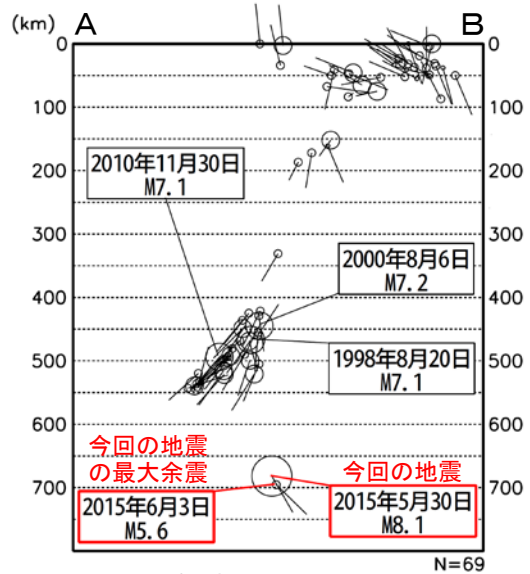 (km)
A
B
0
0
100
100
200
200
300
300
400
400
500
500
600
600
700
700
2010年11月30日
M7.1
2000年8月6日
M7.2
1998年8月20日
M7.1
今回の地震
の最大余震
2015年6月3日
M5.6
今回の地震
2015年5月30日
M8.1
N=69